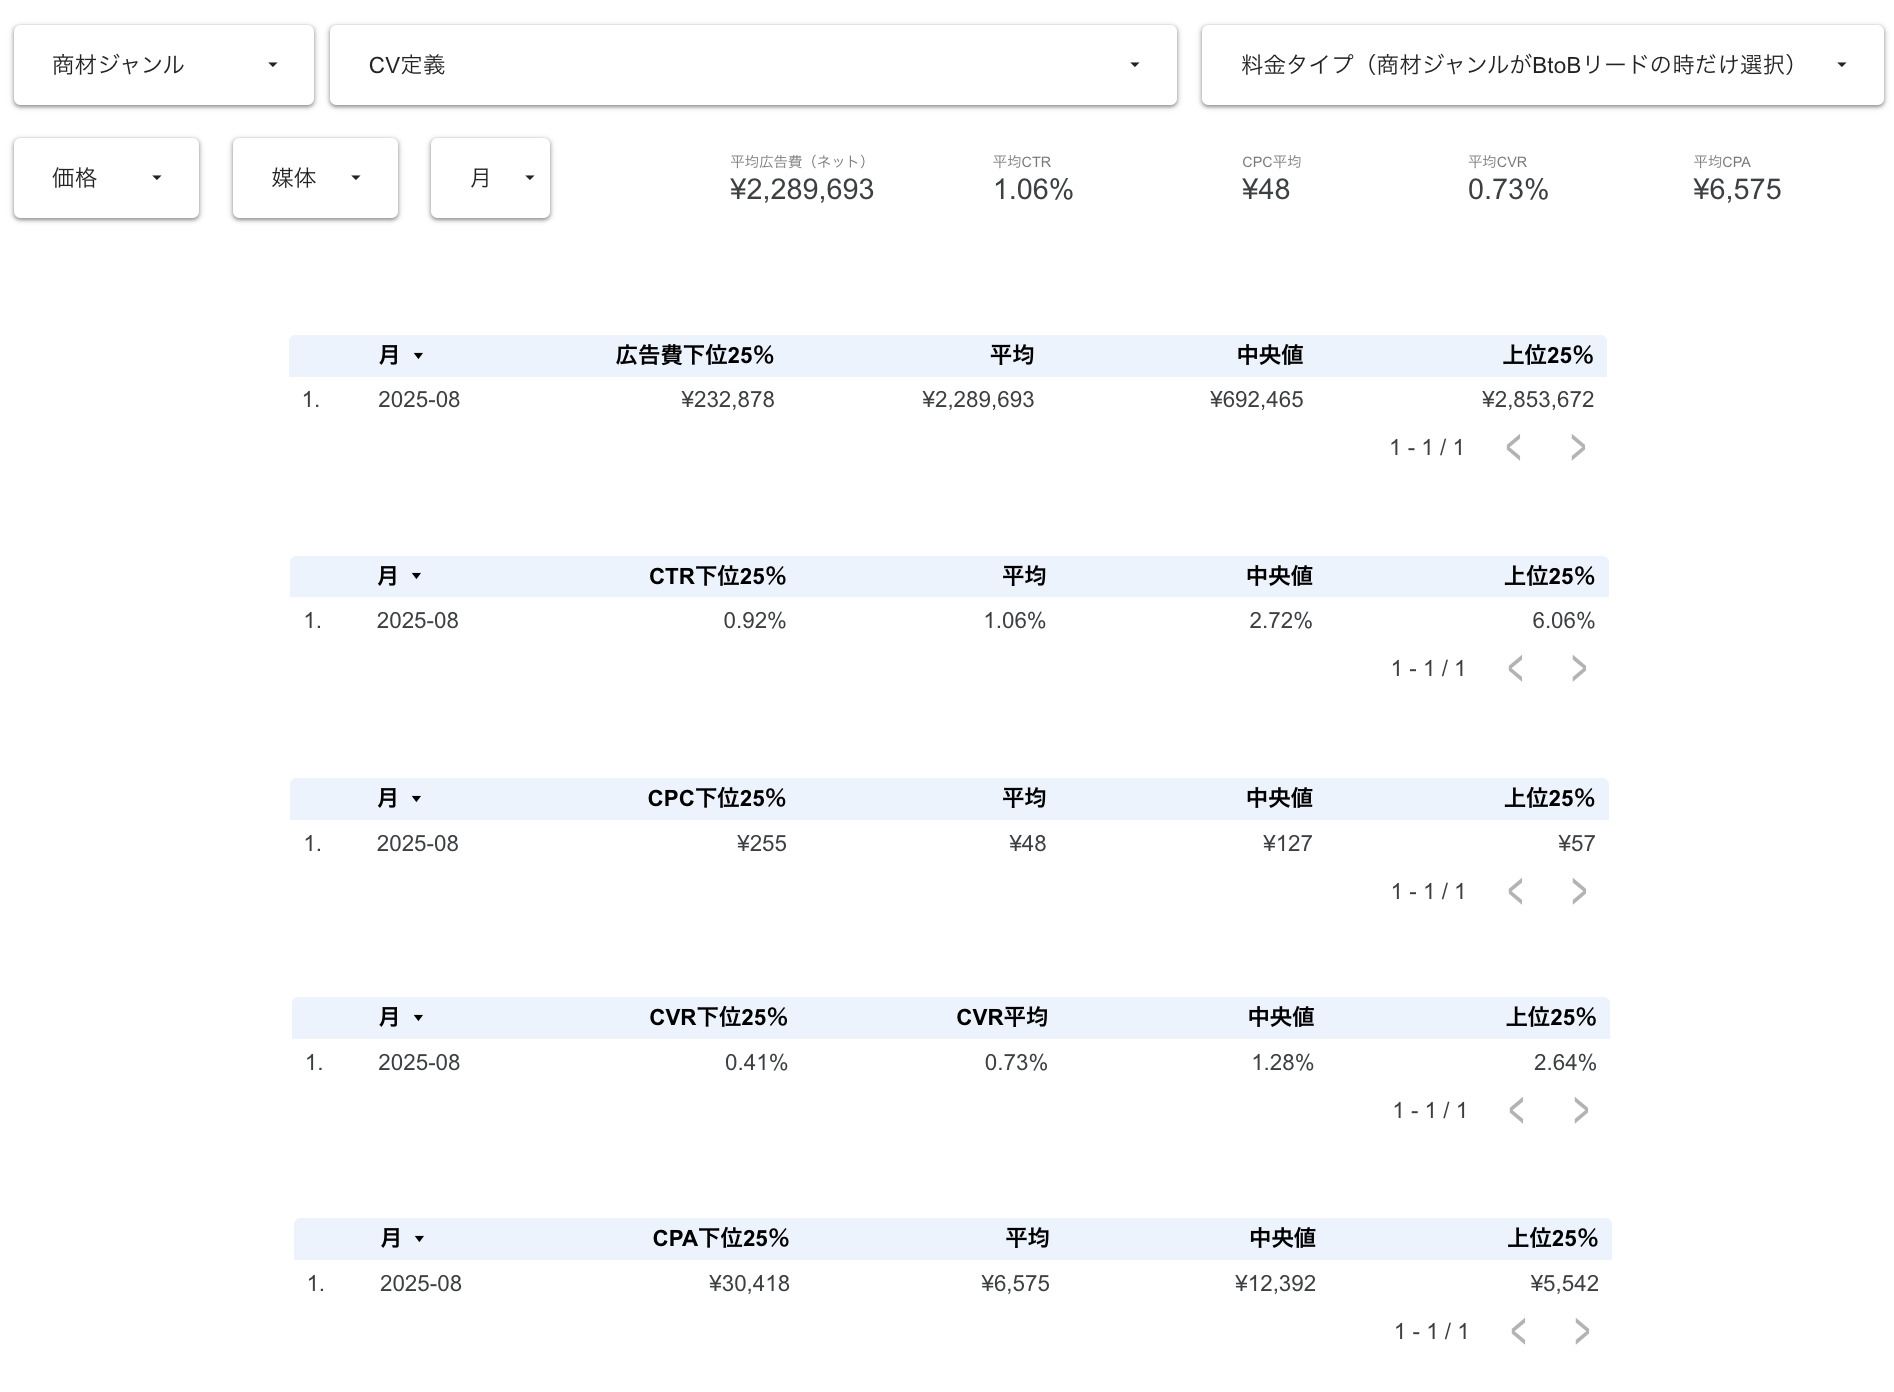 商材ジャンル
CV定義
料金タイプ（商材ジャンルがBtoBリードの時だけ選択）
価格
媒体
月
平均広告費（ネット）
¥2,289,693
平均CTR
1.06%
CPC平均
¥48
平均CVR
0.73%
平均CPA
¥6,575
月 広告費下位25% 平均 中央値 上位25%
1. 2025-08 ¥232,878 ¥2,289,693 ¥692,465 ¥2,853,672
1 - 1 / 1
月 CTR下位25% 平均 中央値 上位25%
1. 2025-08 0.92% 1.06% 2.72% 6.06%
1 - 1 / 1
月 CPC下位25% 平均 中央値 上位25%
1. 2025-08 ¥255 ¥48 ¥127 ¥57
1 - 1 / 1
月 CVR下位25% CVR平均 中央値 上位25%
1. 2025-08 0.41% 0.73% 1.28% 2.64%
1 - 1 / 1
月 CPA下位25% 平均 中央値 上位25%
1. 2025-08 ¥30,418 ¥6,575 ¥12,392 ¥5,542
1 - 1 / 1